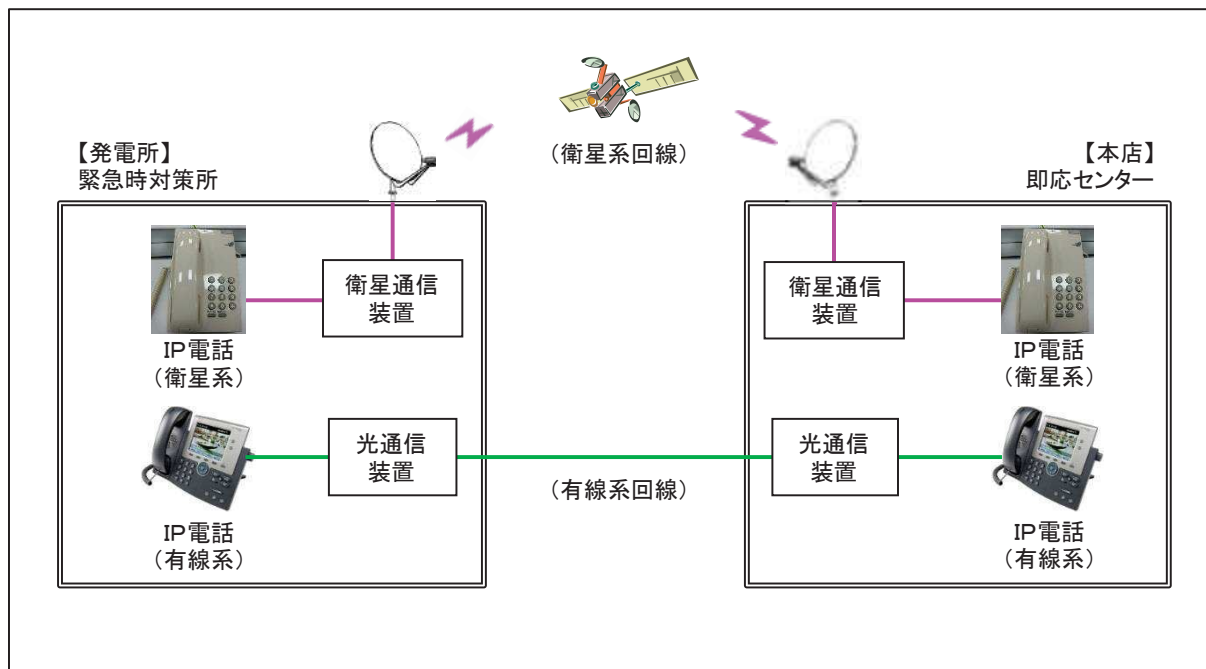 【発電所】
緊急時対策所
(衛星系回線)
【本店】
即応センター
衛星通信
装置
IP電話
(衛星系)
光通信
装置
IP電話
(有線系)
(有線系回線)
衛星通信
装置
IP電話
(衛星系)
光通信
装置
IP電話
(有線系)